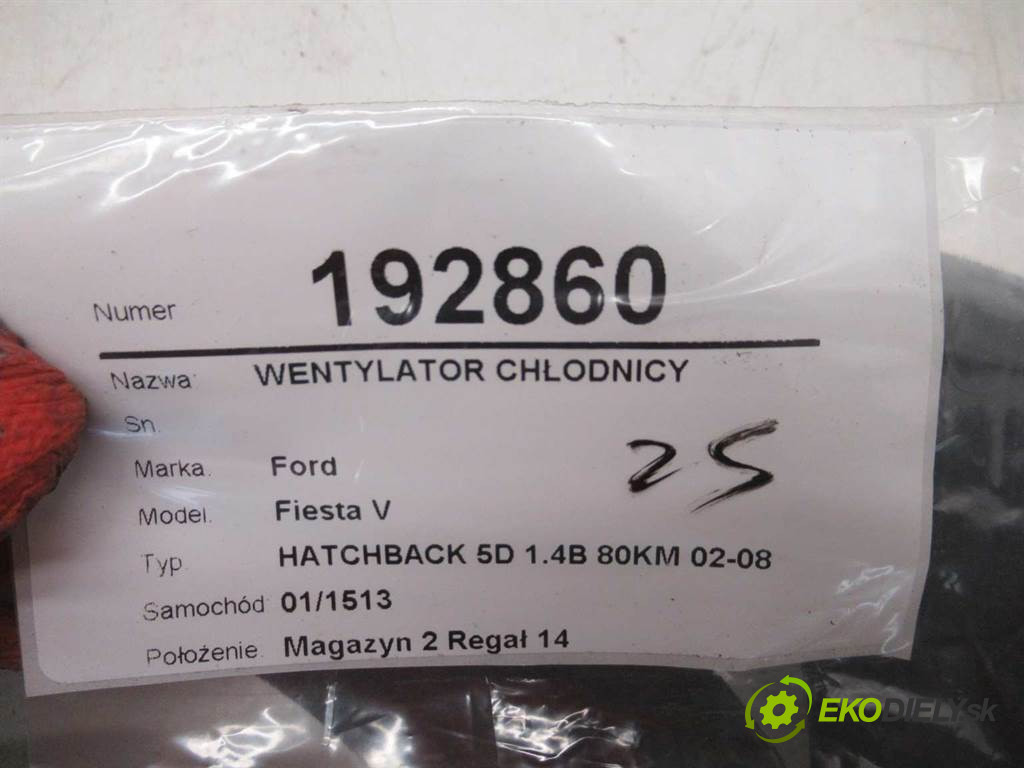 Numer 192860
Nazwa: WENTYLATOR CHŁODNICY
Sn.
Marka. Ford
25
Model. Fiesta V
Typ HATCHBACK 5D 1.4B 80KM 02-08
Samochód 01/1513
Położenie. Magazyn 2 Regał 14
EKODIELY.sk